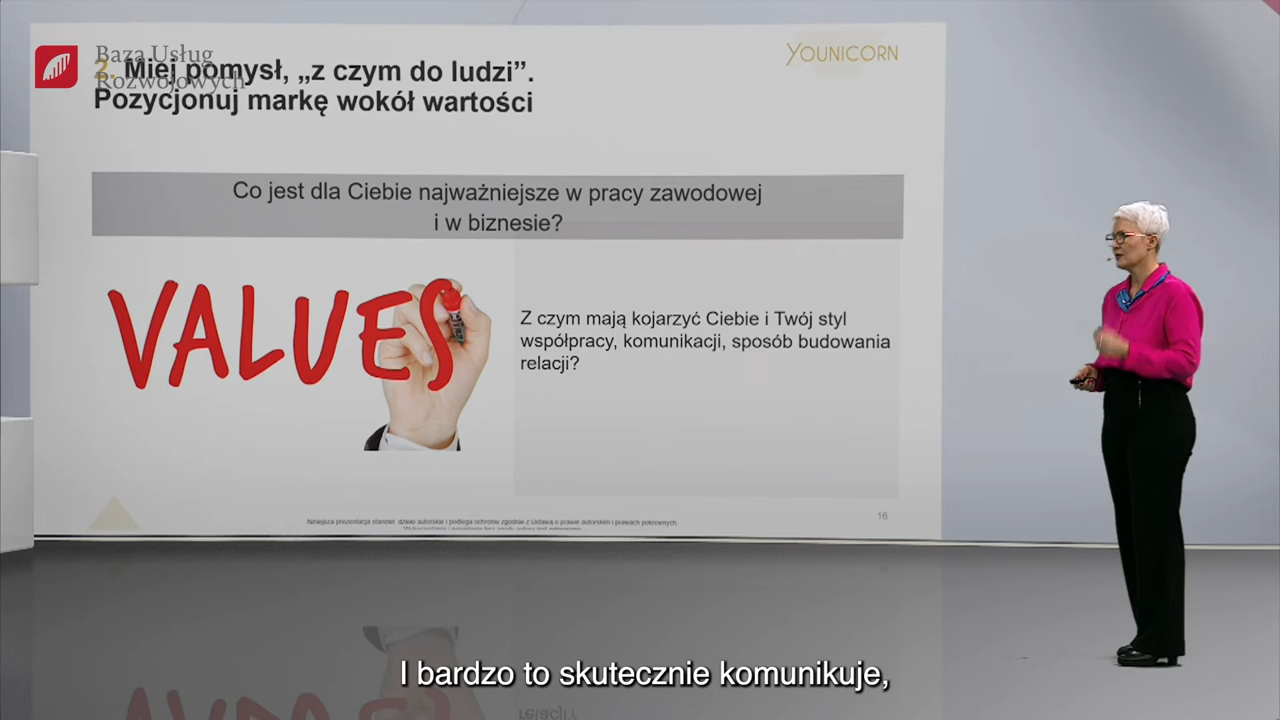 Baza Usług
Rozwojowych
2. Miej pomysł, „z czym do ludzi”.
Pozycjonuj markę wokół wartości
YOUNICORN
Co jest dla Ciebie najważniejsze w pracy zawodowej
i w biznesie?
VALUES
Z czym mają kojarzyć Ciebie i Twój styl
współpracy, komunikacji, sposób budowania
relacji?
Niniejsza prezentacja stanowi dzieło autorskie i podlega ochronie zgodnie z Ustawą o prawie autorskim i prawach pokrewnych.
16
I bardzo to skutecznie komunikuje,